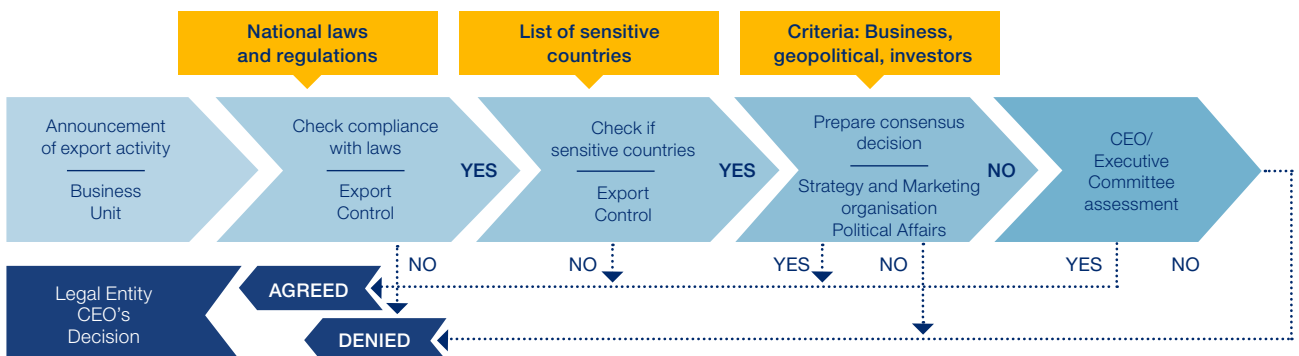 National laws
and regulations
List of sensitive
countries
Criteria: Business,
geopolitical, investors
Announcement
of export activity
Business
Unit
Check compliance
with laws
Export
Control
YES
Check if
sensitive countries
Export
Control
YES
Prepare consensus
decision
Strategy and Marketing
organisation
Political Affairs
NO
CEO/
Executive
Committee
assessment
NO
NO
YES
NO
YES
NO
Legal Entity
CEO's
Decision
AGREED
DENIED